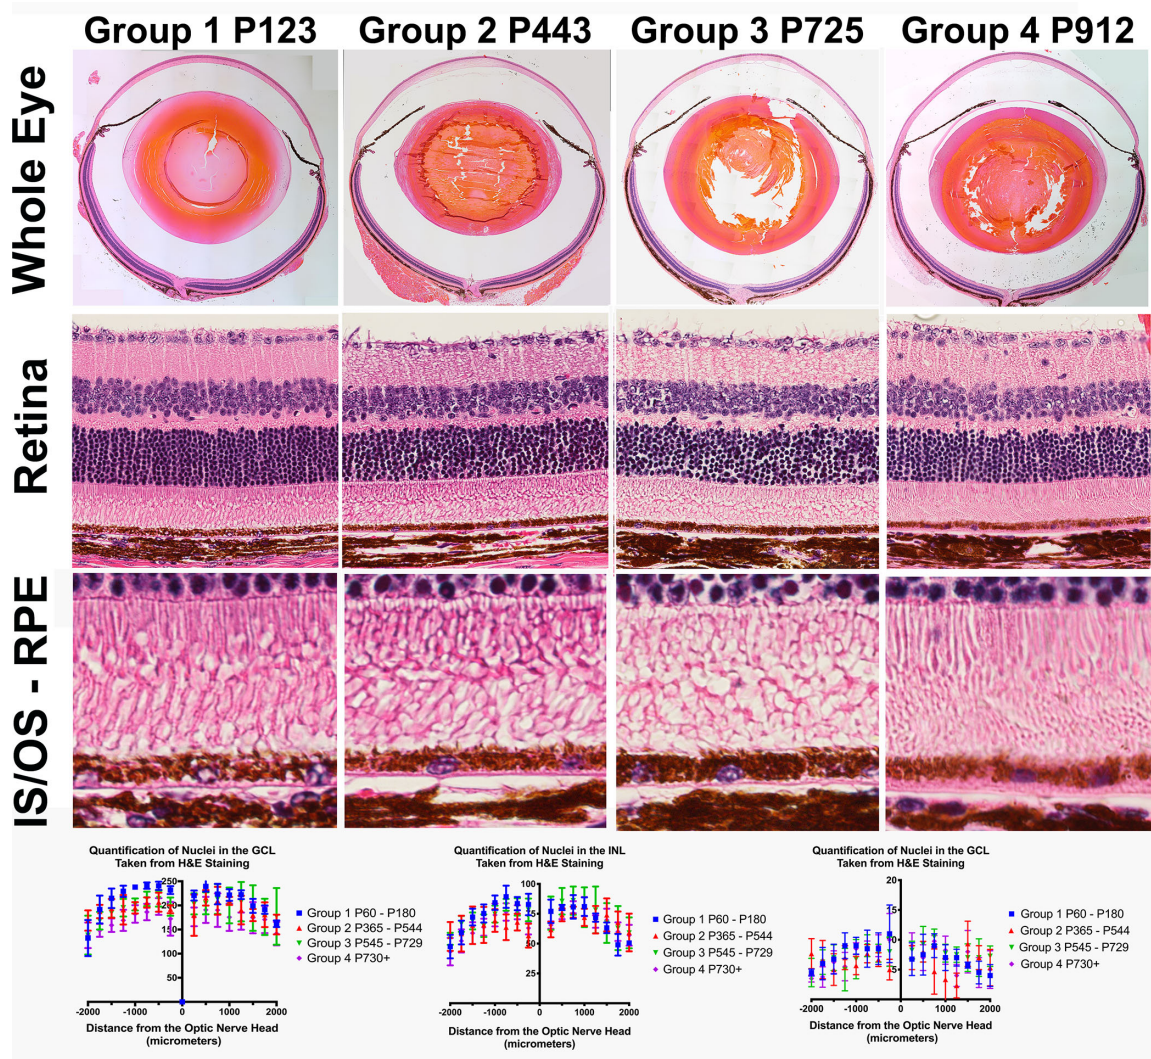 Group 1 P123 Group 2 P443 Group 3 P725 Group 4 P912
Whole Eye
Retina
IS/OS - RPE
Quantification of Nuclei in the GCL
Taken from H&E Staining
250
150
100
50
-2000 -1000 0 1000 2000
Distance from the Optic Nerve Head
(micrometers)
Group 1 P60 - P180
Group 2 P365 - P544
Group 3 P545 - P729
Group 4 P730+
Quantification of Nuclei in the INL
Taken from H&E Staining
100
75
50
25
-2000 -1000 0 1000 2000
Distance from the Optic Nerve Head
(micrometers)
Group 1 P60 - P180
Group 2 P365 - P544
Group 3 P545 - P729
Group 4 P730+
Quantification of Nuclei in the GCL
Taken from H&E Staining
20
15
10
5
-2000 -1000 0 1000 2000
Distance from the Optic Nerve Head
(micrometers)
Group 1 P60 - P180
Group 2 P365 - P544
Group 3 P545 - P729
Group 4 P730+